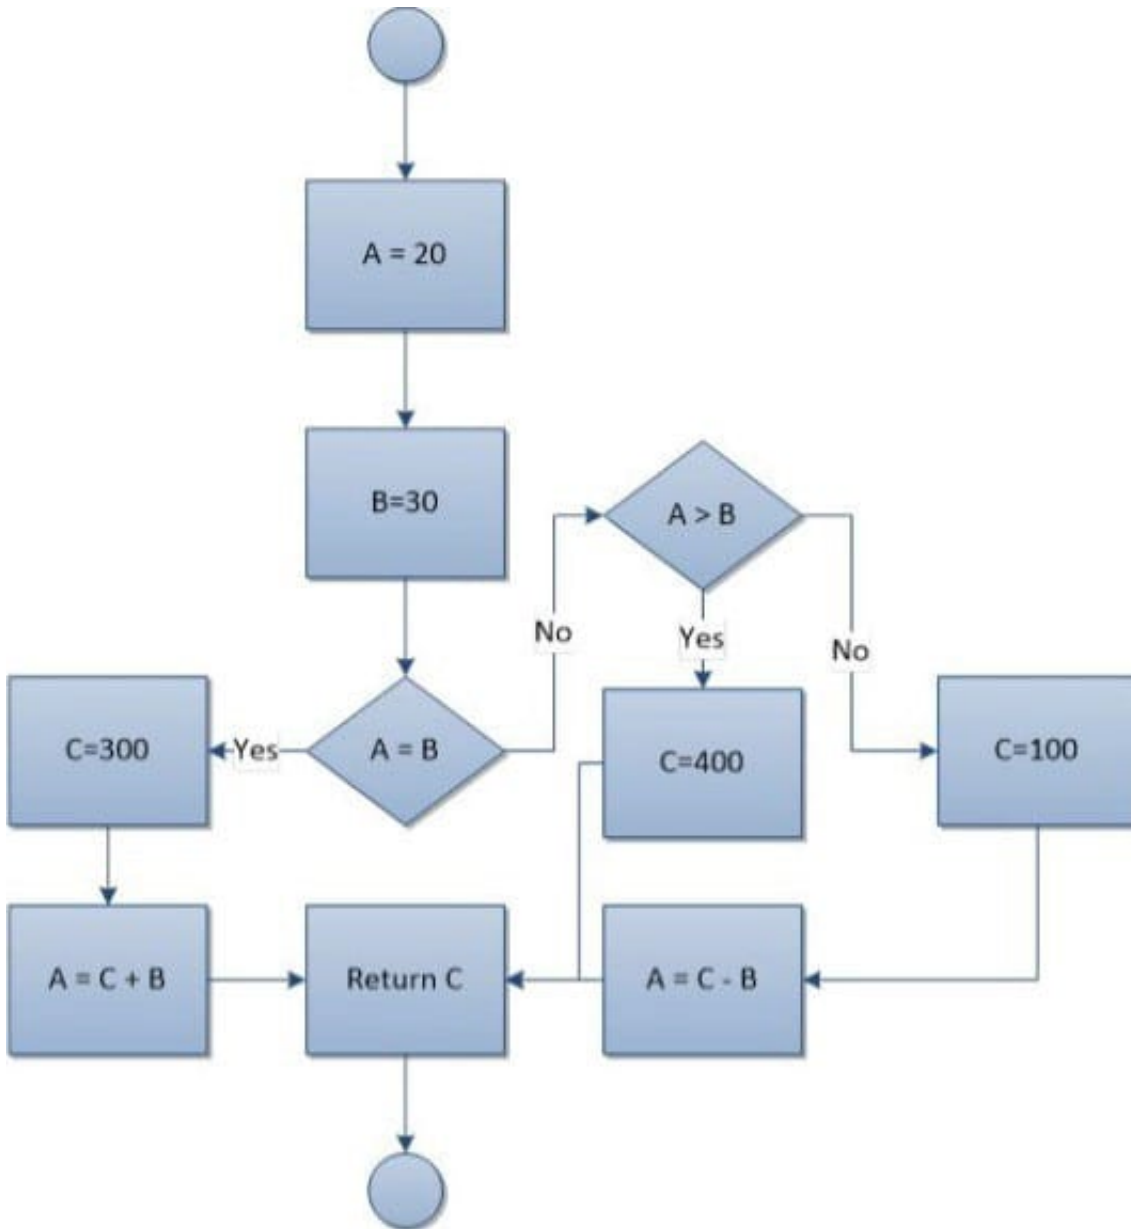 A = 20
B=30
A > B
No
Yes
No
C=300
Yes
A = B
C=400
C=100
A = C + B
Return C
A = C - B